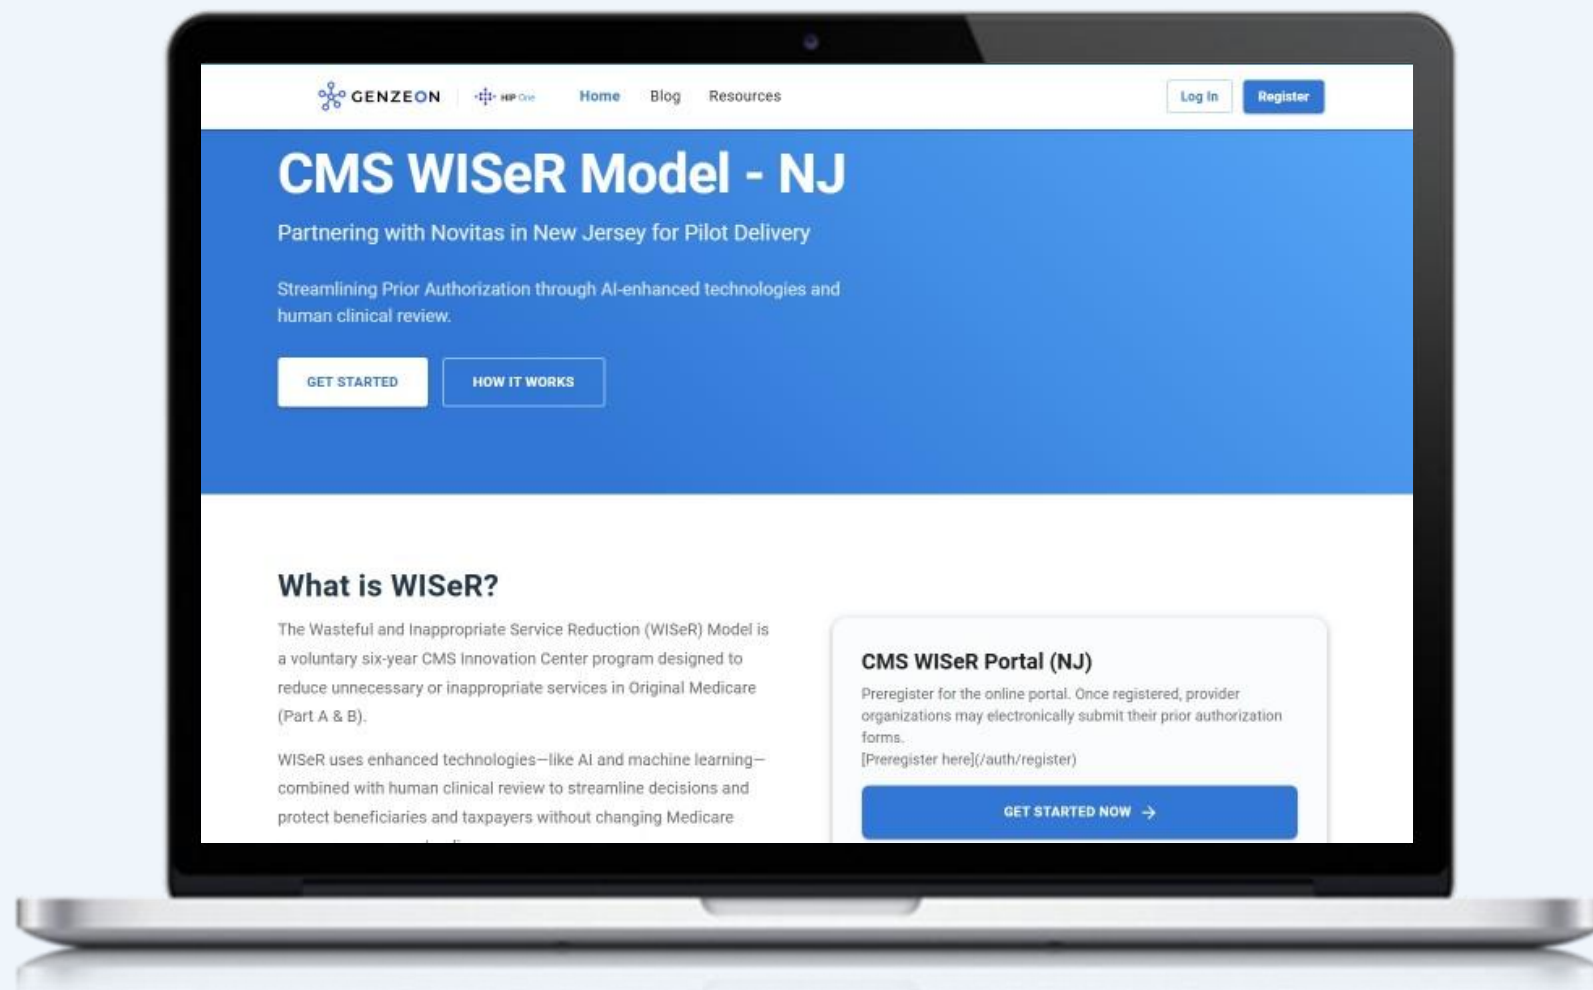 GENZEON HIP One Home Blog Resources Log In Register
CMS WISeR Model - NJ
Partnering with Novitas in New Jersey for Pilot Delivery
Streamlining Prior Authorization through AI-enhanced technologies and
human clinical review.
GET STARTED HOW IT WORKS
What is WISeR?
The Wasteful and Inappropriate Service Reduction (WISeR) Model is
a voluntary six-year CMS Innovation Center program designed to
reduce unnecessary or inappropriate services in Original Medicare
(Part A & B).
WISeR uses enhanced technologies—like AI and machine learning—
combined with human clinical review to streamline decisions and
protect beneficiaries and taxpayers without changing Medicare
CMS WISeR Portal (NJ)
Preregister for the online portal. Once registered, provider
organizations may electronically submit their prior authorization
forms.
[Preregister here](/auth/register)
GET STARTED NOW →